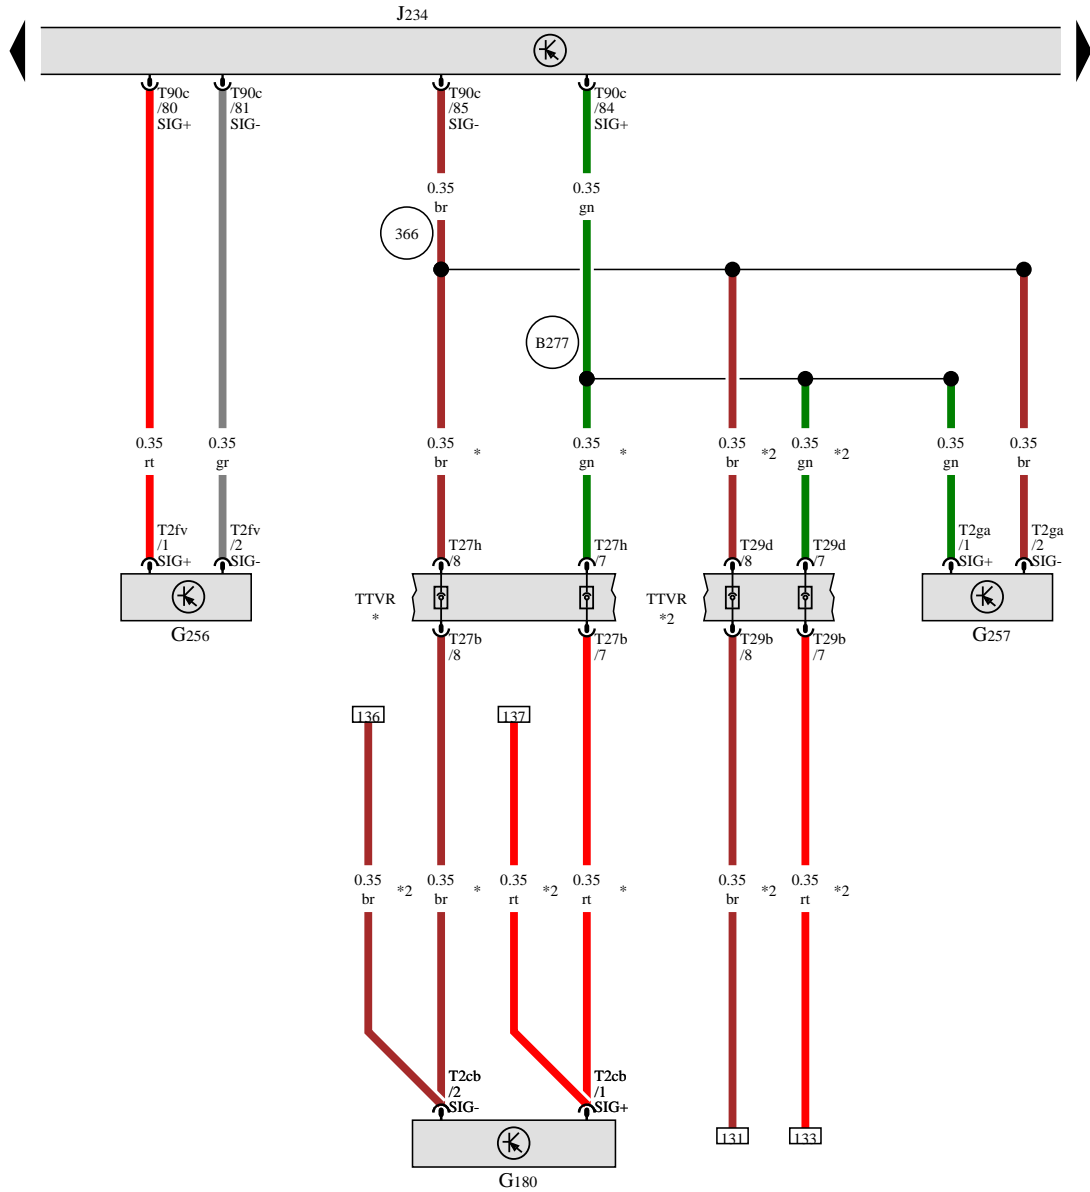 J234
T90c
/80
SIG+
T90c
/81
SIG-
T90c
/85
SIG-
T90c
/84
SIG+
0.35
br
0.35
gn
366
B277
0.35
rt
0.35
gr
0.35
br
*
0.35
gn
*
0.35
br
*2
0.35
gn
*2
0.35
gn
0.35
br
T2fv
/1
SIG+
T2fv
/2
SIG-
T27h
/8
T27h
/7
T29d
/8
T29d
/7
T2ga
/1
SIG+
T2ga
/2
SIG-
G256
TTVR
*
TTVR
*2
G257
T27b
/8
T27b
/7
T29b
/8
T29b
/7
136
137
0.35
br
*2
0.35
br
*
0.35
rt
*2
0.35
rt
*
0.35
br
*2
0.35
rt
*2
T2cb
/2
SIG-
T2cb
/1
SIG+
131
133
G180